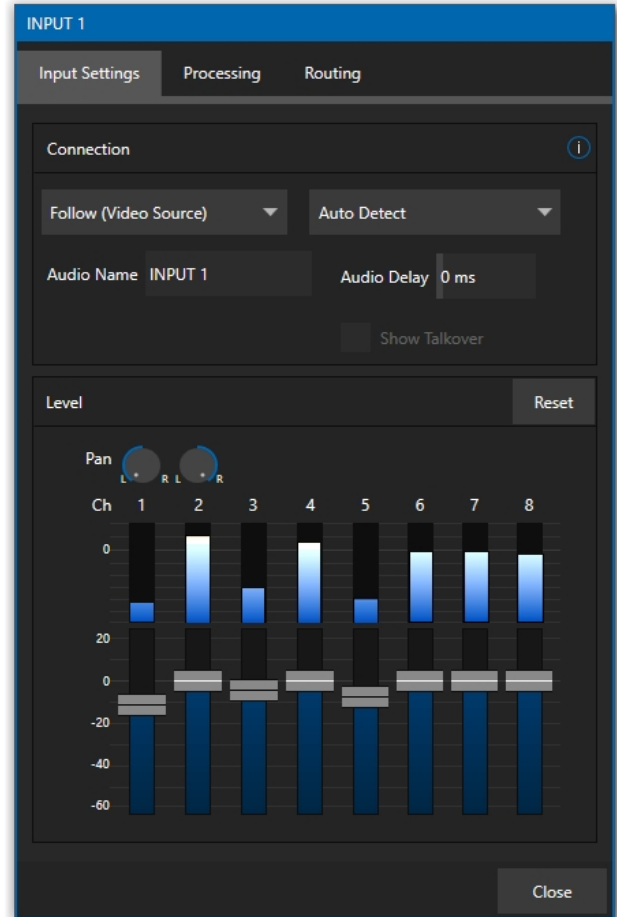 INPUT 1
Input Settings Processing Routing
Connection i
Follow (Video Source) Auto Detect
Audio Name INPUT 1 Audio Delay 0 ms
Show Talkover
Level Reset
Pan L R L R
Ch 1 2 3 4 5 6 7 8
0
20
0
-20
-40
-60
Close